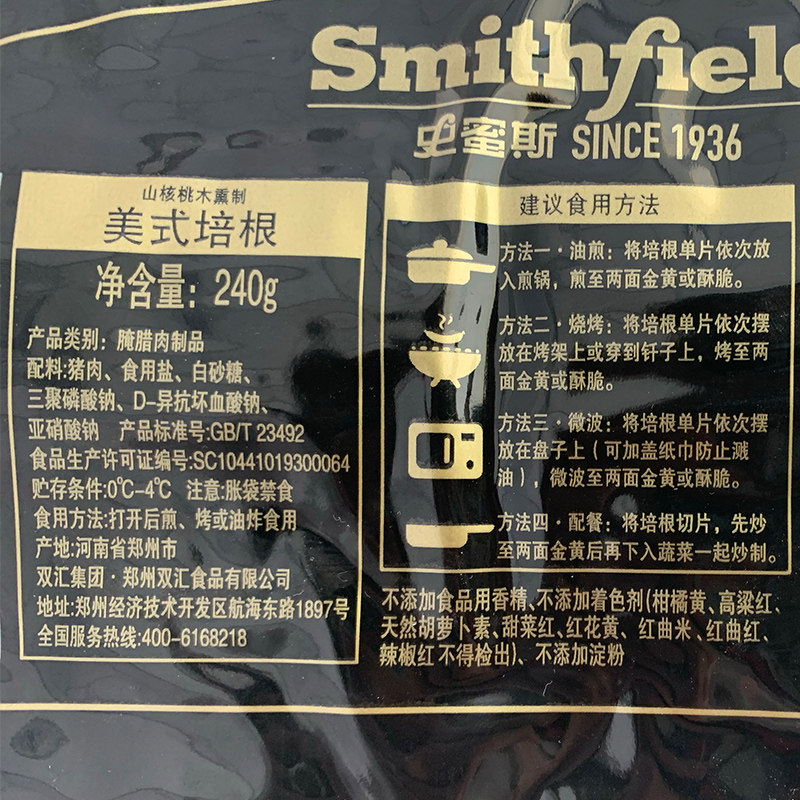 Smithfield
史蜜斯 SINCE 1936
山核桃木熏制
美式培根
净含量：240g
产品类别：腌腊肉制品
配料:猪肉、食用盐、白砂糖、
三聚磷酸钠、D-异抗坏血酸钠、
亚硝酸钠 产品标准号:GB/T 23492
食品生产许可证编号:SC10441019300064
贮存条件:0℃-4℃ 注意:胀袋禁食
食用方法:打开后煎、烤或油炸食用
产地:河南省郑州市
双汇集团·郑州双汇食品有限公司
地址:郑州经济技术开发区航海东路1897号
全国服务热线:400-6168218
建议食用方法
方法一·油煎：将培根单片依次放
入煎锅，煎至两面金黄或酥脆。
方法二·烧烤：将培根单片依次摆
放在烤架上或穿到钎子上，烤至两
面金黄或酥脆。
方法三·微波：将培根单片依次摆
放在盘子上（可加盖纸巾防止溅
油），微波至两面金黄或酥脆。
方法四·配餐：将培根切片，先炒
至两面金黄后再下入蔬菜一起炒制。
不添加食品用香精、不添加着色剂(柑橘黄、高粱红、
天然胡萝卜素、甜菜红、红花黄、红曲米、红曲红、
辣椒红不得检出)、不添加淀粉